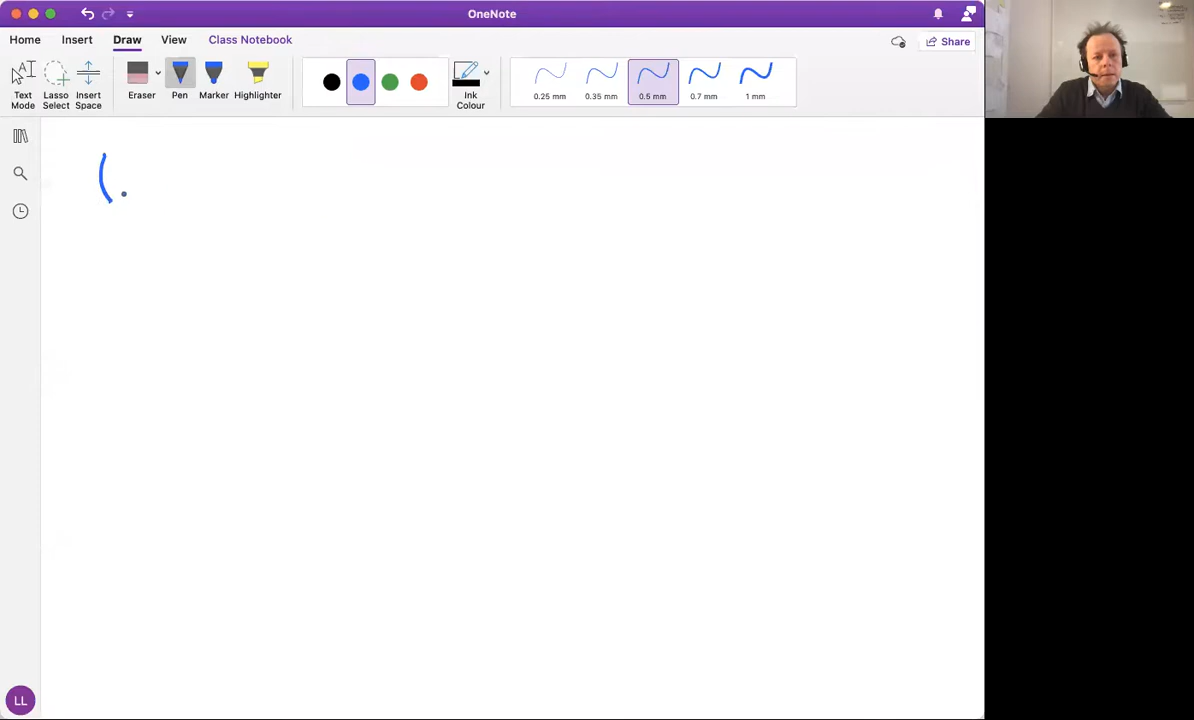 OneNote
Home Insert Draw View Class Notebook Share
Text Mode Lasso Select Insert Space Eraser Pen Marker Highlighter Ink Colour 0.25 mm 0.35 mm 0.5 mm 0.7 mm 1 mm
(
LL